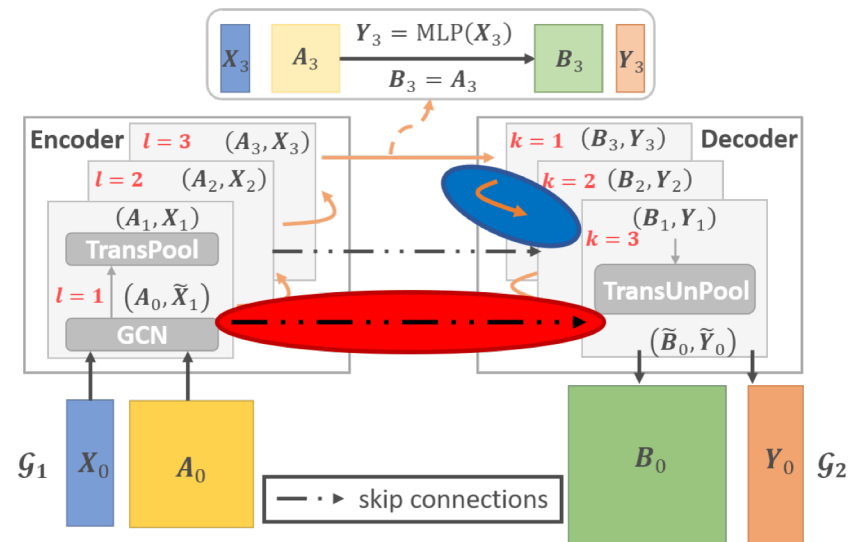 Y₃ = MLP(X₃)
X₃ A₃ B₃ Y₃
B₃ = A₃
Encoder l = 3 (A₃, X₃)
k = 1 (B₃, Y₃) Decoder
l = 2 (A₂, X₂)
k = 2 (B₂, Y₂)
(A₁, X₁)
(B₁, Y₁)
TransPool
k = 3
l = 1 (A₀, X̃₁)
TransUnPool
GCN
(B̃₀, Ỹ₀)
𝒢₁ X₀ A₀ B₀ Y₀ 𝒢₂
skip connections